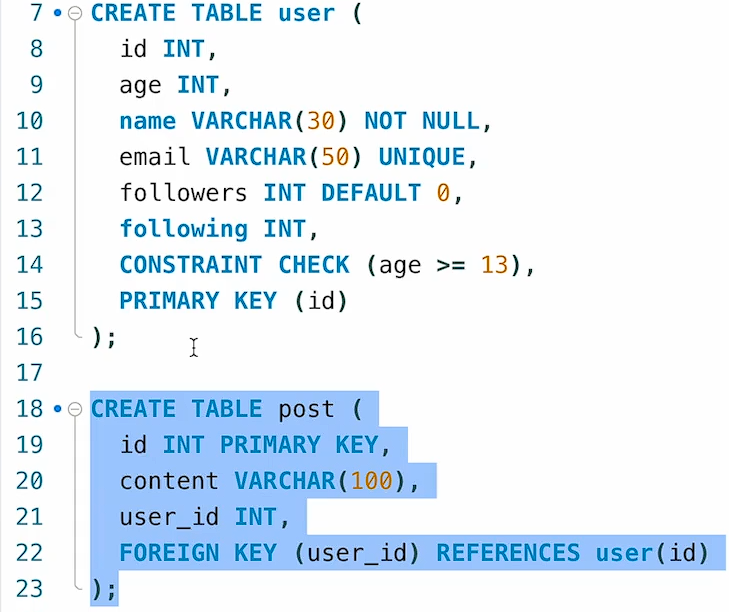 7 CREATE TABLE user (
8 id INT,
9 age INT,
10 name VARCHAR(30) NOT NULL,
11 email VARCHAR(50) UNIQUE,
12 followers INT DEFAULT 0,
13 following INT,
14 CONSTRAINT CHECK (age >= 13),
15 PRIMARY KEY (id)
16 );
17
18 CREATE TABLE post (
19 id INT PRIMARY KEY,
20 content VARCHAR(100),
21 user_id INT,
22 FOREIGN KEY (user_id) REFERENCES user(id)
23 );